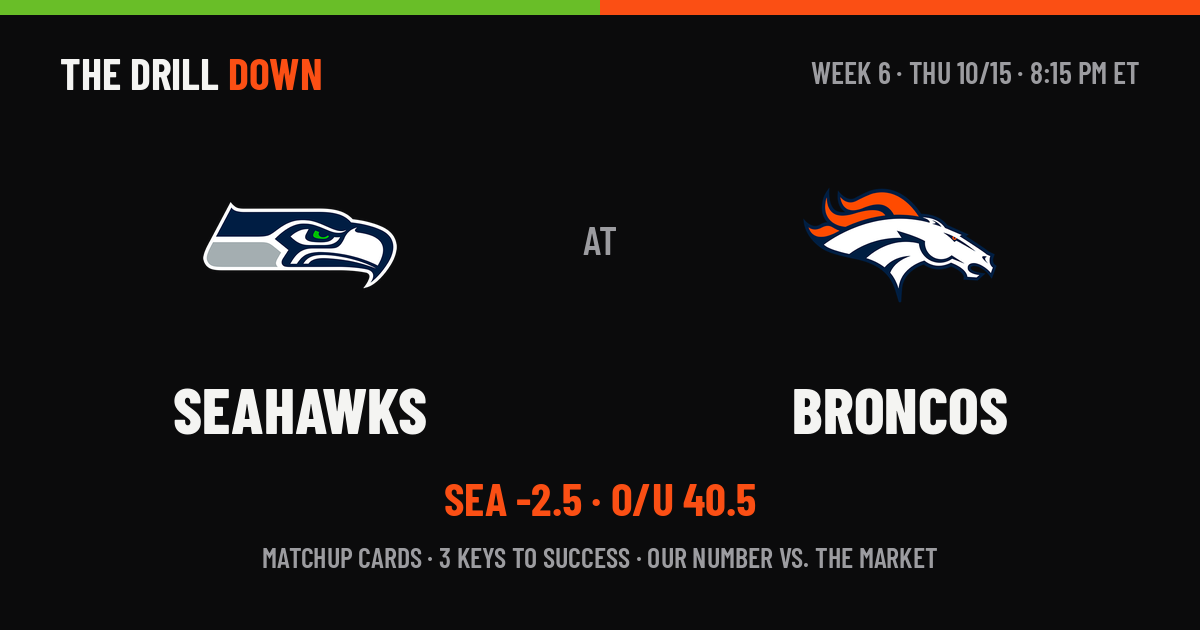 THE DRILL DOWN
WEEK 6 · THU 10/15 · 8:15 PM ET
AT
SEAHAWKS
BRONCOS
SEA -2.5 · O/U 40.5
MATCHUP CARDS · 3 KEYS TO SUCCESS · OUR NUMBER VS. THE MARKET